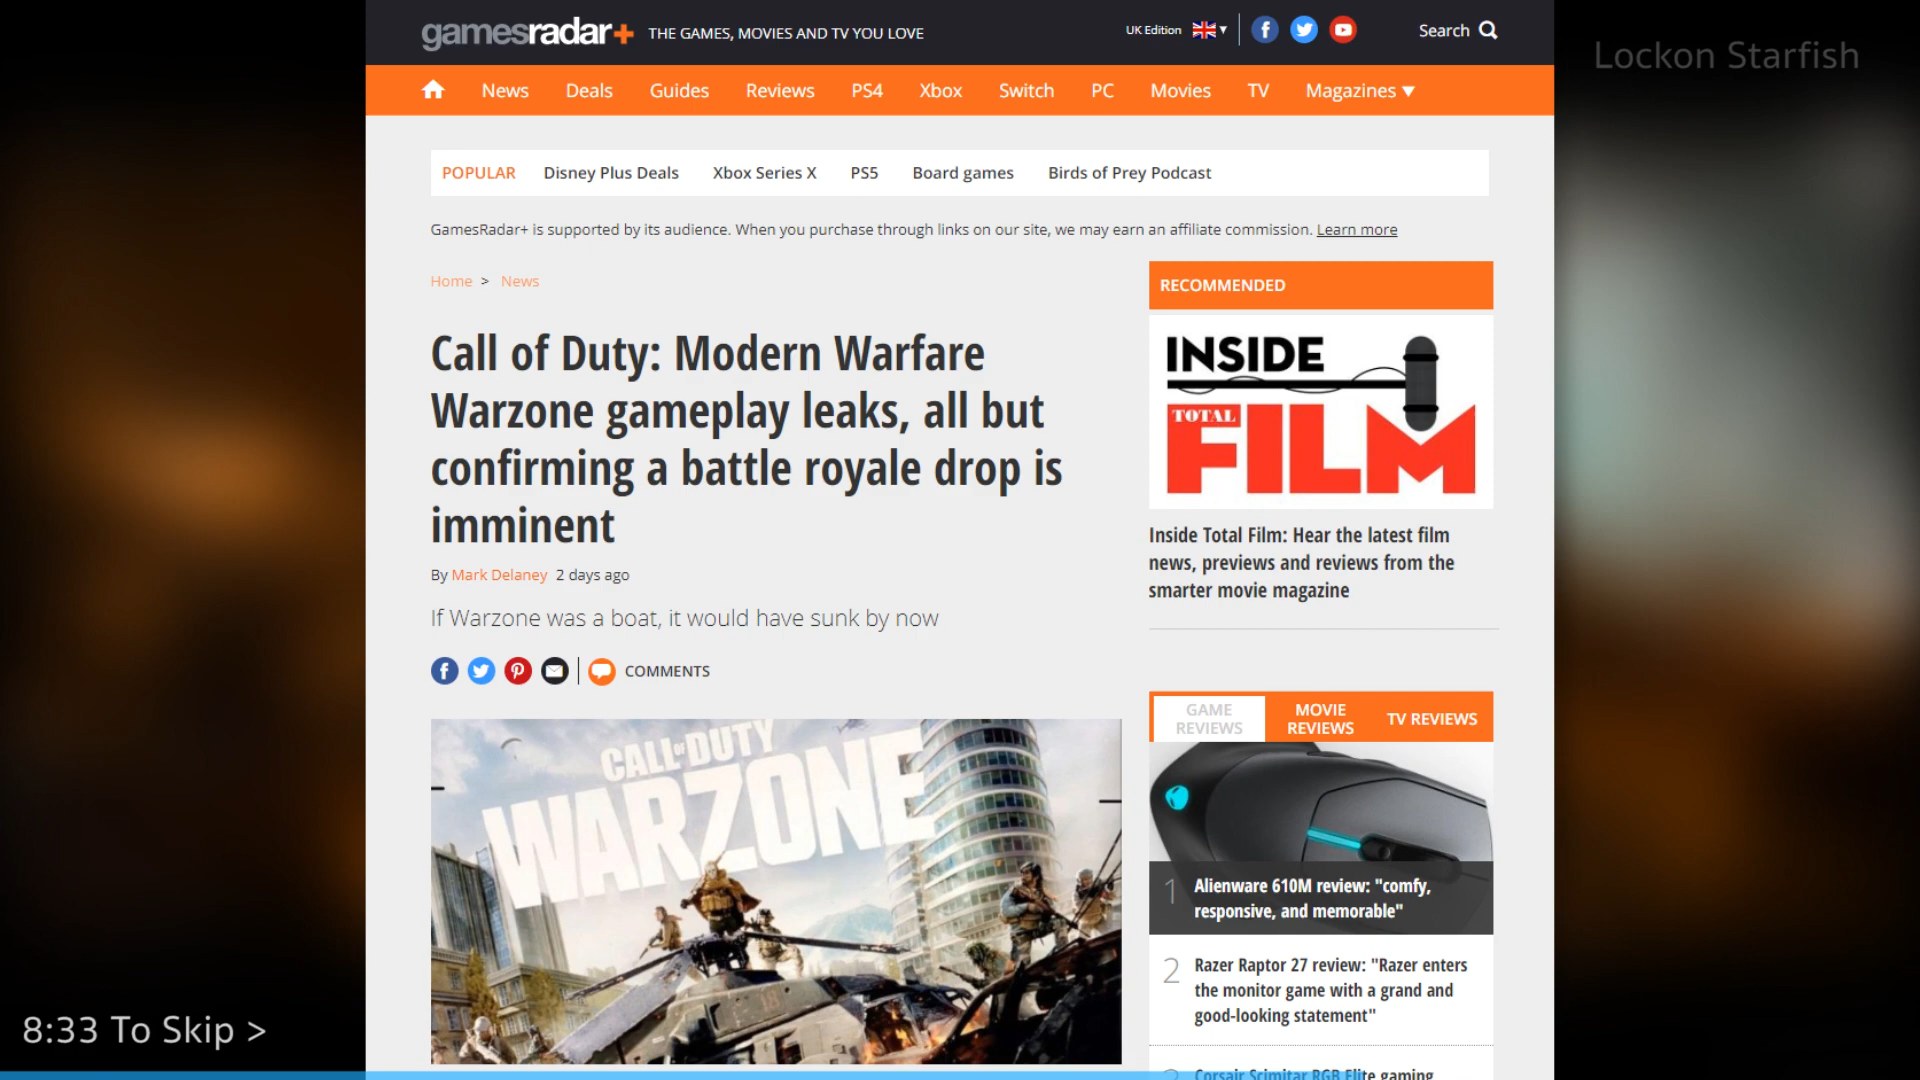 gamesradar+ THE GAMES, MOVIES AND TV YOU LOVE
UK Edition
Search
Lockon Starfish
News Deals Guides Reviews PS4 Xbox Switch PC Movies TV Magazines ▼
POPULAR Disney Plus Deals Xbox Series X PS5 Board games Birds of Prey Podcast
GamesRadar+ is supported by its audience. When you purchase through links on our site, we may earn an affiliate commission. Learn more
Home > News
Call of Duty: Modern Warfare
Warzone gameplay leaks, all but
confirming a battle royale drop is
imminent
By Mark Delaney 2 days ago
If Warzone was a boat, it would have sunk by now
COMMENTS
CALL OF DUTY
WARZONE
18
RECOMMENDED
INSIDE
TOTAL
FILM
Inside Total Film: Hear the latest film
news, previews and reviews from the
smarter movie magazine
GAME
REVIEWS
MOVIE
REVIEWS
TV REVIEWS
1 Alienware 610M review: "comfy,
responsive, and memorable"
2 Razer Raptor 27 review: "Razer enters
the monitor game with a grand and
good-looking statement"
Corsair Scimitar RGB Elite gaming
8:33 To Skip >